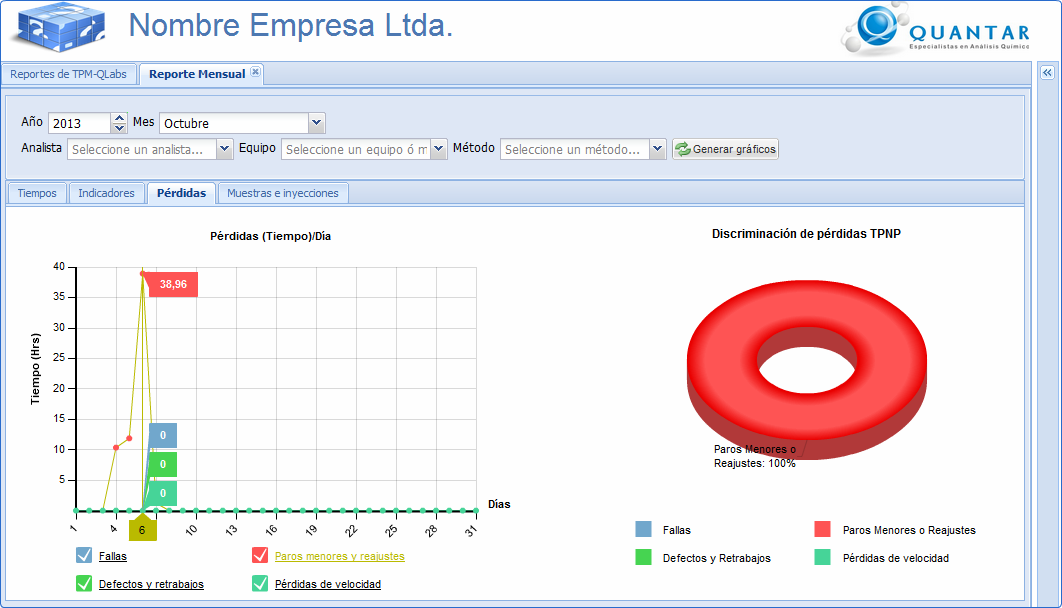 Nombre Empresa Ltda.
QUANTAR
Especialistas en Análisis Químico
Reportes de TPM-QLabs
Reporte Mensual
Año 2013 Mes Octubre
Analista Seleccione un analista... Equipo Seleccione un equipo ó m Método Seleccione un método... Generar gráficos
Tiempos Indicadores Pérdidas Muestras e inyecciones
Pérdidas (Tiempo)/Día
Tiempo (Hrs)
40
35
30
25
20
15
10
5
38,96
0
0
0
Días
1 4 6 10 13 16 19 22 25 28 31
Fallas Paros menores y reajustes
Defectos y retrabajos Pérdidas de velocidad
Discriminación de pérdidas TPNP
Paros Menores o
Reajustes: 100%
Fallas Paros Menores o Reajustes
Defectos y Retrabajos Pérdidas de velocidad